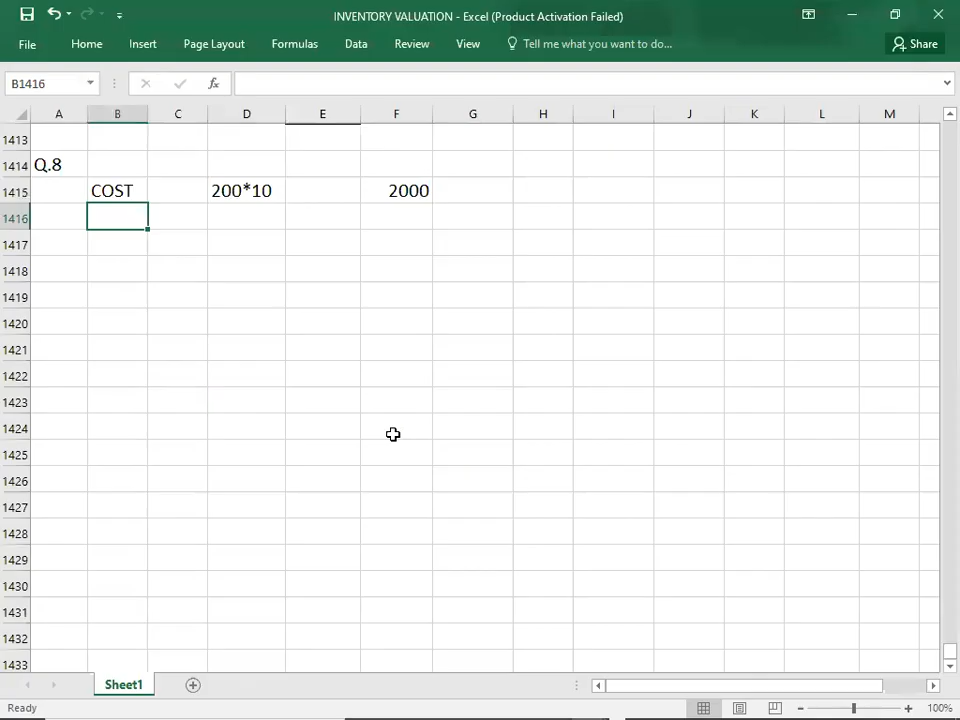 INVENTORY VALUATION - Excel (Product Activation Failed)
File Home Insert Page Layout Formulas Data Review View Tell me what you want to do... Share
B1416 fx
A B C D E F G H I J K L M
1413
1414 Q.8
1415 COST 200*10 2000
1416
1417
1418
1419
1420
1421
1422
1423
1424
1425
1426
1427
1428
1429
1430
1431
1432
1433
Sheet1
Ready 100%